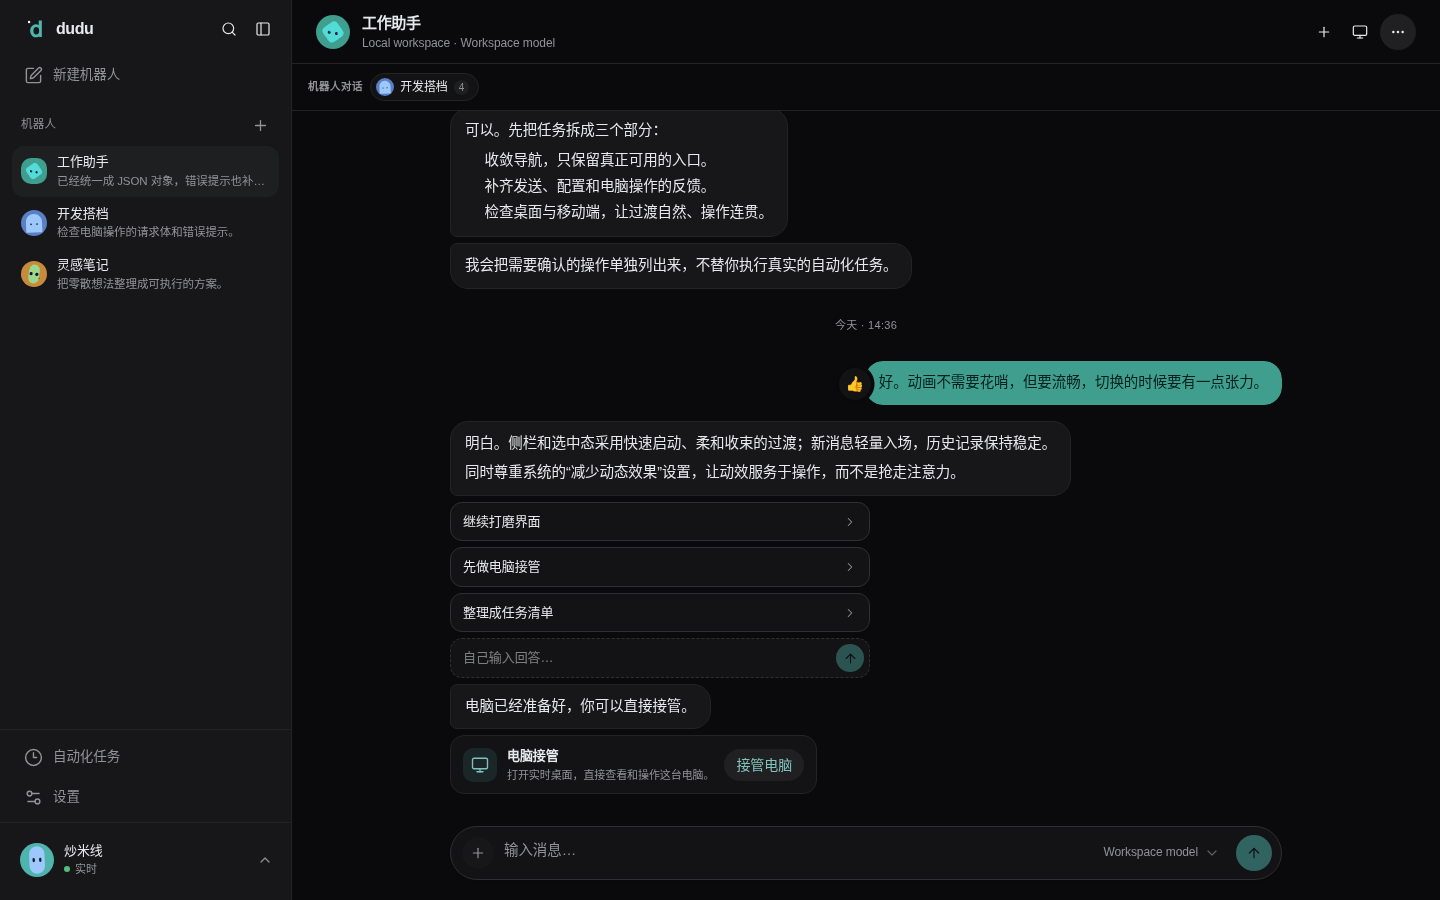 dudu
新建机器人
机器人
工作助手
已经统一成 JSON 对象，错误提示也补…
开发搭档
检查电脑操作的请求体和错误提示。
灵感笔记
把零散想法整理成可执行的方案。
自动化任务
设置
炒米线
实时
工作助手
Local workspace · Workspace model
机器人对话
开发搭档
4
可以。先把任务拆成三个部分：
收敛导航，只保留真正可用的入口。
补齐发送、配置和电脑操作的反馈。
检查桌面与移动端，让过渡自然、操作连贯。
我会把需要确认的操作单独列出来，不替你执行真实的自动化任务。
今天 · 14:36
好。动画不需要花哨，但要流畅，切换的时候要有一点张力。
明白。侧栏和选中态采用快速启动、柔和收束的过渡；新消息轻量入场，历史记录保持稳定。
同时尊重系统的“减少动态效果”设置，让动效服务于操作，而不是抢走注意力。
继续打磨界面
先做电脑接管
整理成任务清单
自己输入回答…
电脑已经准备好，你可以直接接管。
电脑接管
打开实时桌面，直接查看和操作这台电脑。
接管电脑
输入消息…
Workspace model